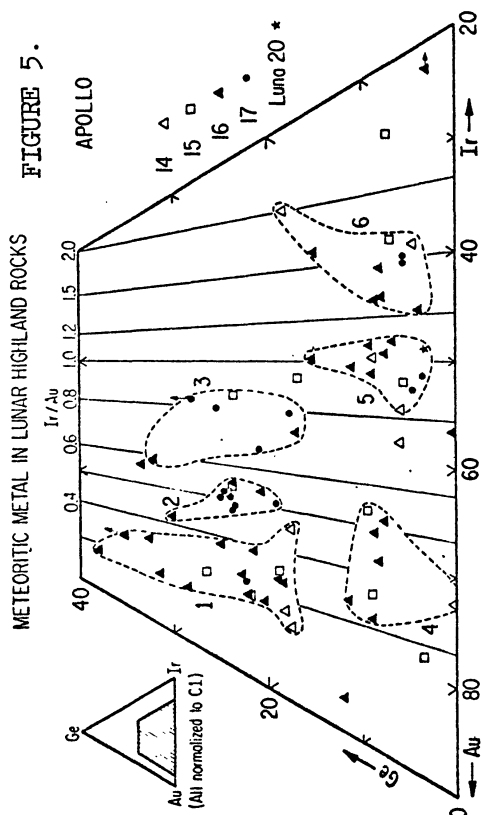 FIGURE 5.
METEORITIC METAL IN LUNAR HIGHLAND ROCKS
APOLLO
14 △
15 □
16 ▲
17 •
Luna 20 ★
Ge
Au Ir
(All normalized to C1)
Ir/Au
0.4 0.6 0.8 1.0 1.2 1.5 2.0
40
20
Ge
1
2
3
4
5
6
80 60 40 20
← Au Ir →